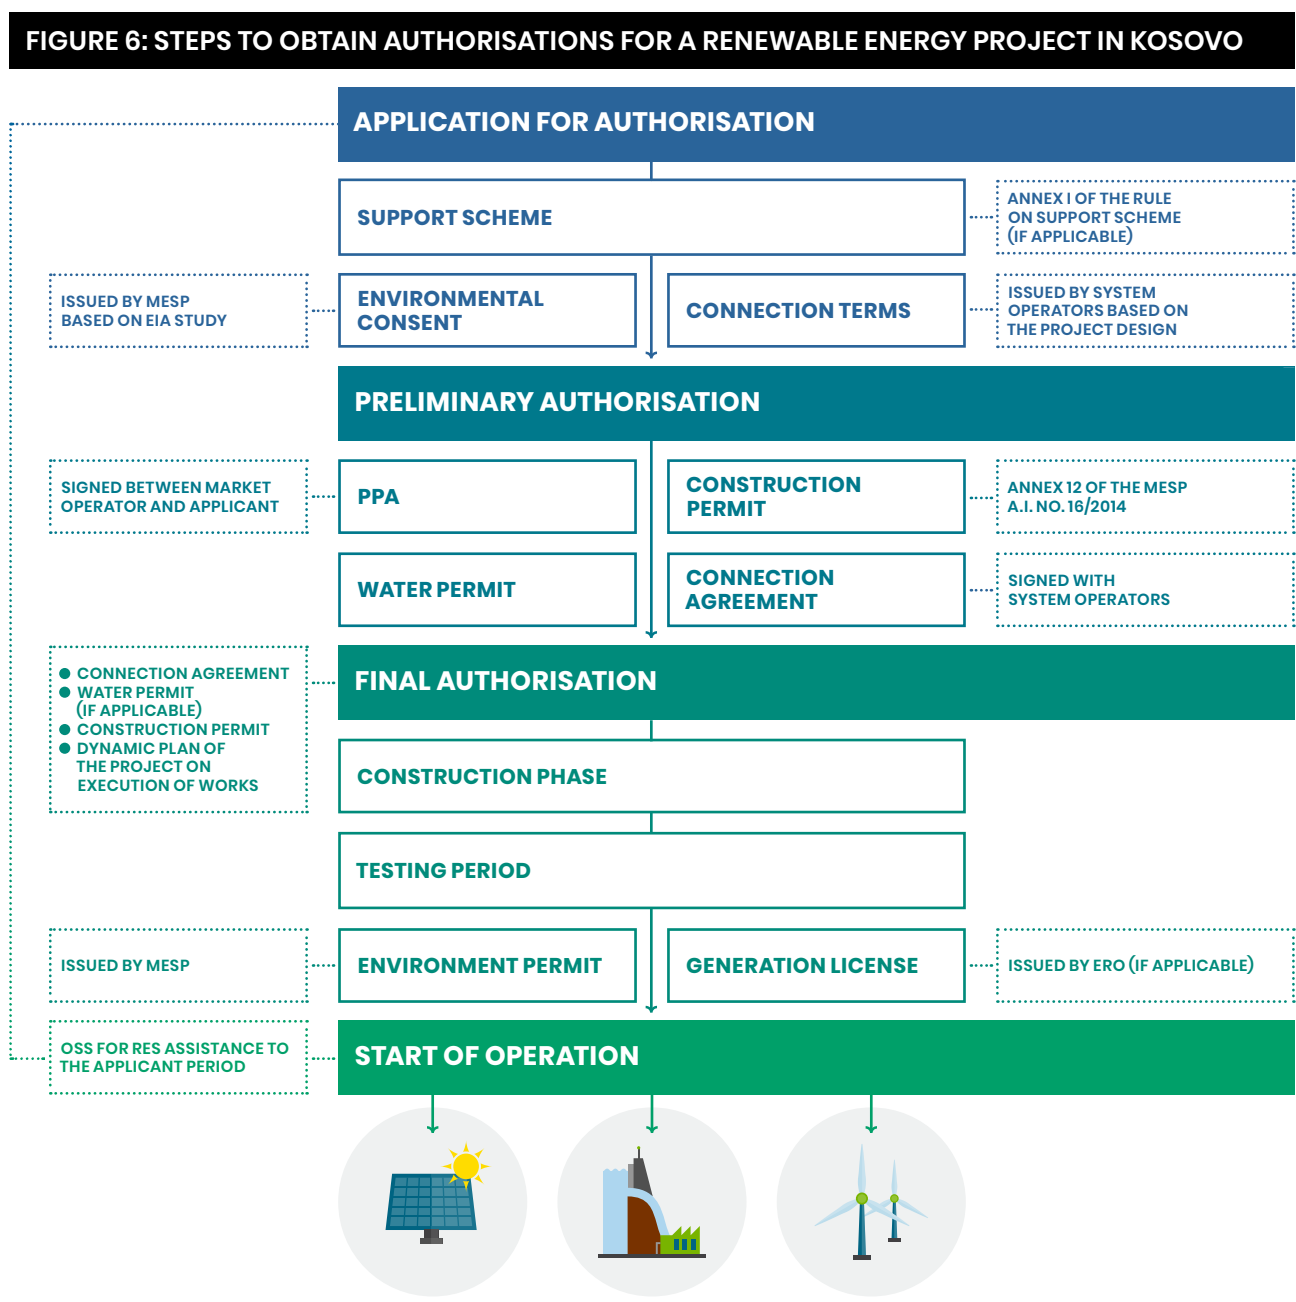 FIGURE 6: STEPS TO OBTAIN AUTHORISATIONS FOR A RENEWABLE ENERGY PROJECT IN KOSOVO
APPLICATION FOR AUTHORISATION
SUPPORT SCHEME
ANNEX I OF THE RULE
ON SUPPORT SCHEME
(IF APPLICABLE)
ISSUED BY MESP
BASED ON EIA STUDY
ENVIRONMENTAL
CONSENT
CONNECTION TERMS
ISSUED BY SYSTEM
OPERATORS BASED ON
THE PROJECT DESIGN
PRELIMINARY AUTHORISATION
SIGNED BETWEEN MARKET
OPERATOR AND APPLICANT
PPA
CONSTRUCTION
PERMIT
ANNEX 12 OF THE MESP
A.I. NO. 16/2014
WATER PERMIT
CONNECTION
AGREEMENT
SIGNED WITH
SYSTEM OPERATORS
● CONNECTION AGREEMENT
● WATER PERMIT
(IF APPLICABLE)
● CONSTRUCTION PERMIT
● DYNAMIC PLAN OF
THE PROJECT ON
EXECUTION OF WORKS
FINAL AUTHORISATION
CONSTRUCTION PHASE
TESTING PERIOD
ISSUED BY MESP
ENVIRONMENT PERMIT
GENERATION LICENSE
ISSUED BY ERO (IF APPLICABLE)
OSS FOR RES ASSISTANCE TO
THE APPLICANT PERIOD
START OF OPERATION